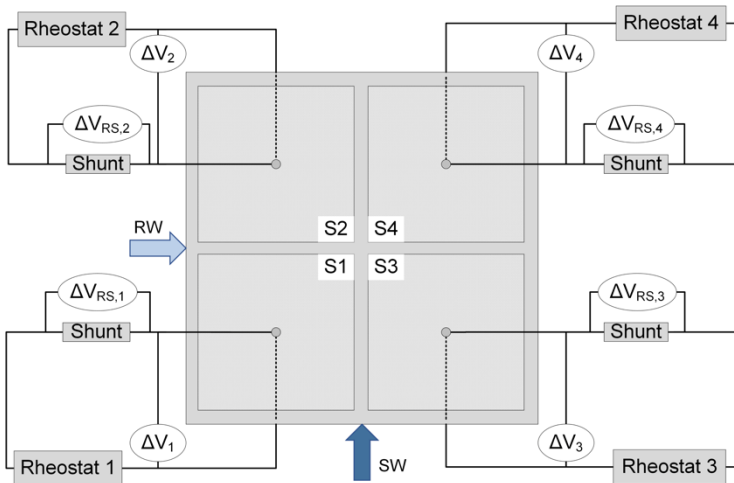 Rheostat 2
ΔV2
ΔVRS,2
Shunt
Rheostat 4
ΔV4
ΔVRS,4
Shunt
S2
S4
RW
S1
S3
ΔVRS,1
Shunt
ΔV1
Rheostat 1
SW
ΔVRS,3
Shunt
ΔV3
Rheostat 3